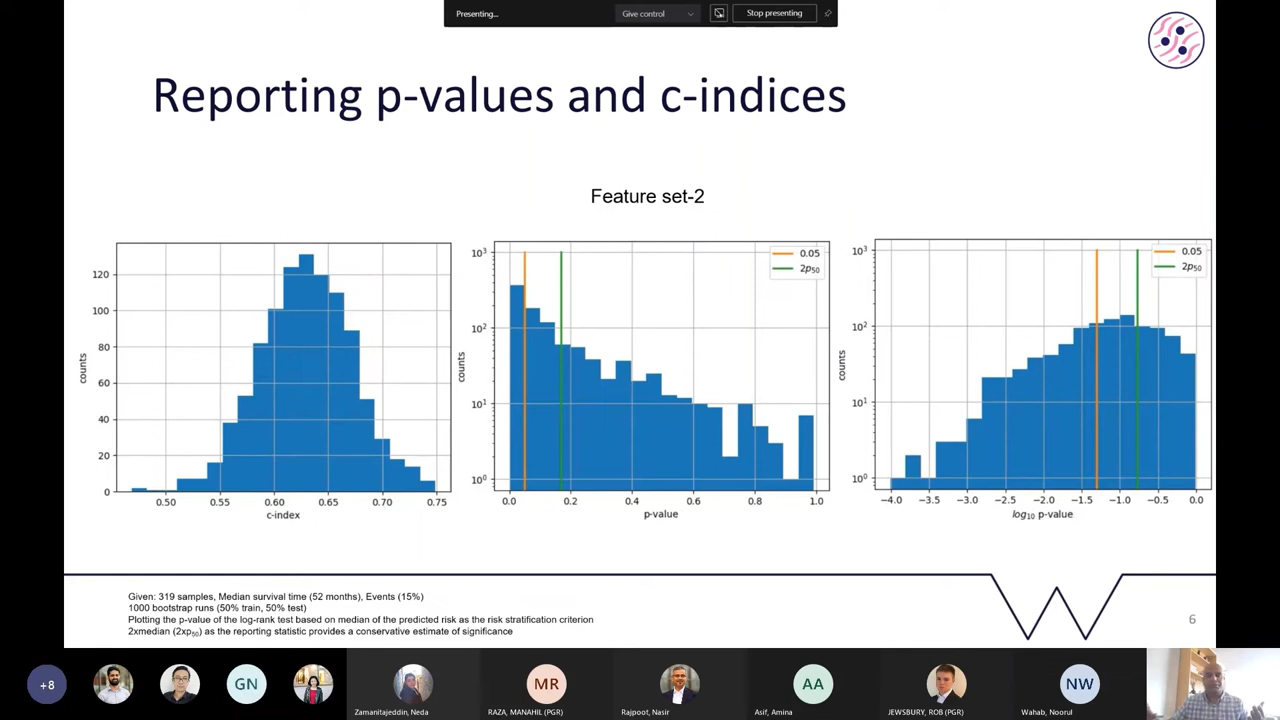 Presenting...
Give control
Stop presenting
Reporting p-values and c-indices
Feature set-2
counts
120
100
80
60
40
20
0
0.50
0.55
0.60
0.65
0.70
0.75
c-index
counts
10³
10²
10¹
10⁰
0.05
2p₅₀
0.0
0.2
0.4
0.6
0.8
1.0
p-value
counts
10³
10²
10¹
10⁰
0.05
2p₅₀
−4.0
−3.5
−3.0
−2.5
−2.0
−1.5
−1.0
−0.5
0.0
log₁₀ p-value
Given: 319 samples, Median survival time (52 months), Events (15%)
1000 bootstrap runs (50% train, 50% test)
Plotting the p-value of the log-rank test based on median of the predicted risk as the risk stratification criterion
2xmedian (2xp₅₀) as the reporting statistic provides a conservative estimate of significance
6
+8
GN
Zamanitajeddin, Neda
MR
RAZA, MANAHIL (PGR)
Rajpoot, Nasir
AA
Asif, Amina
JEWSBURY, ROB (PGR)
NW
Wahab, Noorul